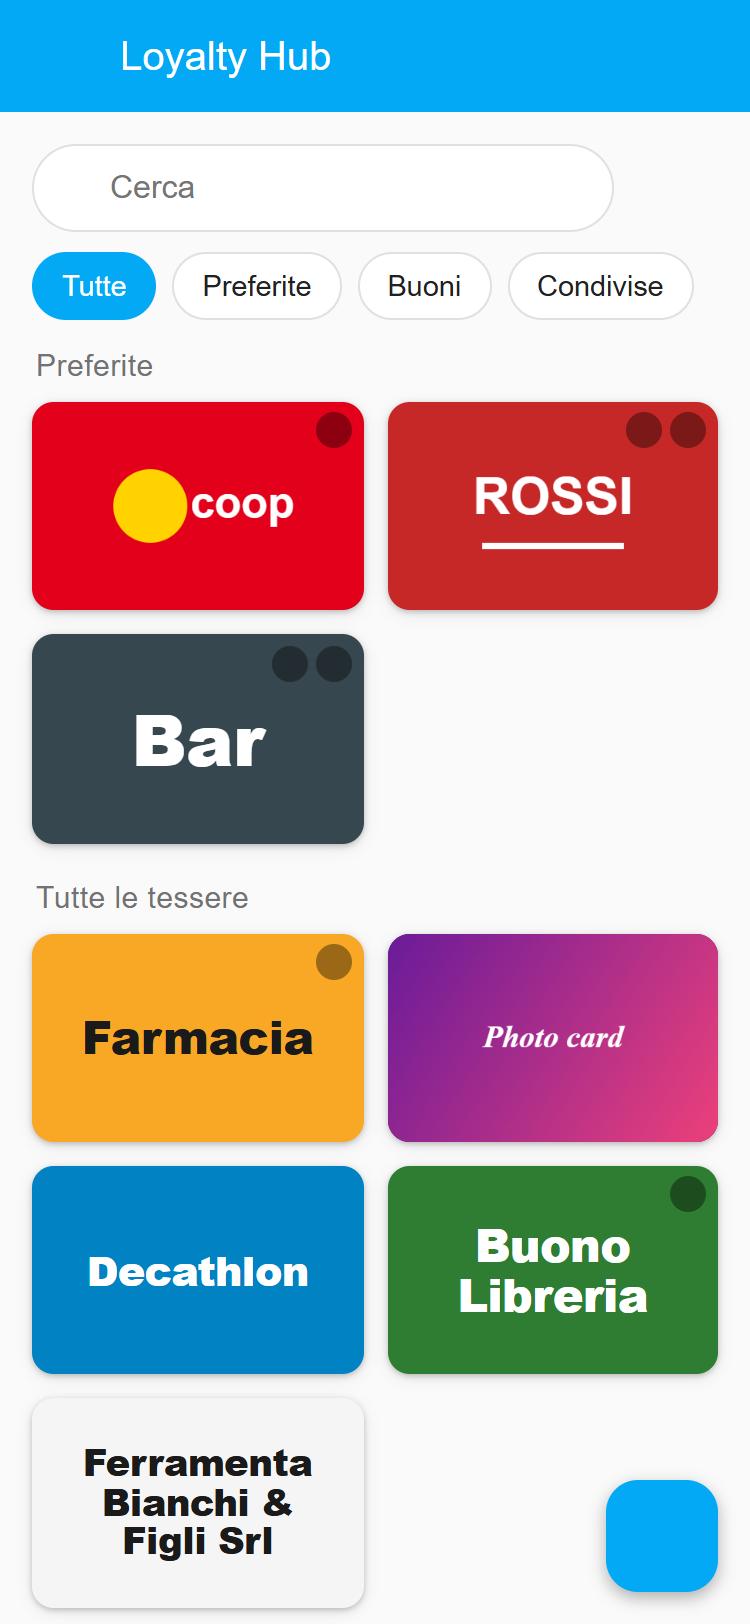 Loyalty Hub
Cerca
Tutte
Preferite
Buoni
Condivise
Preferite
coop
ROSSI
Bar
Tutte le tessere
Farmacia
Photo card
Decathlon
Buono
Libreria
Ferramenta
Bianchi &
Figli Srl